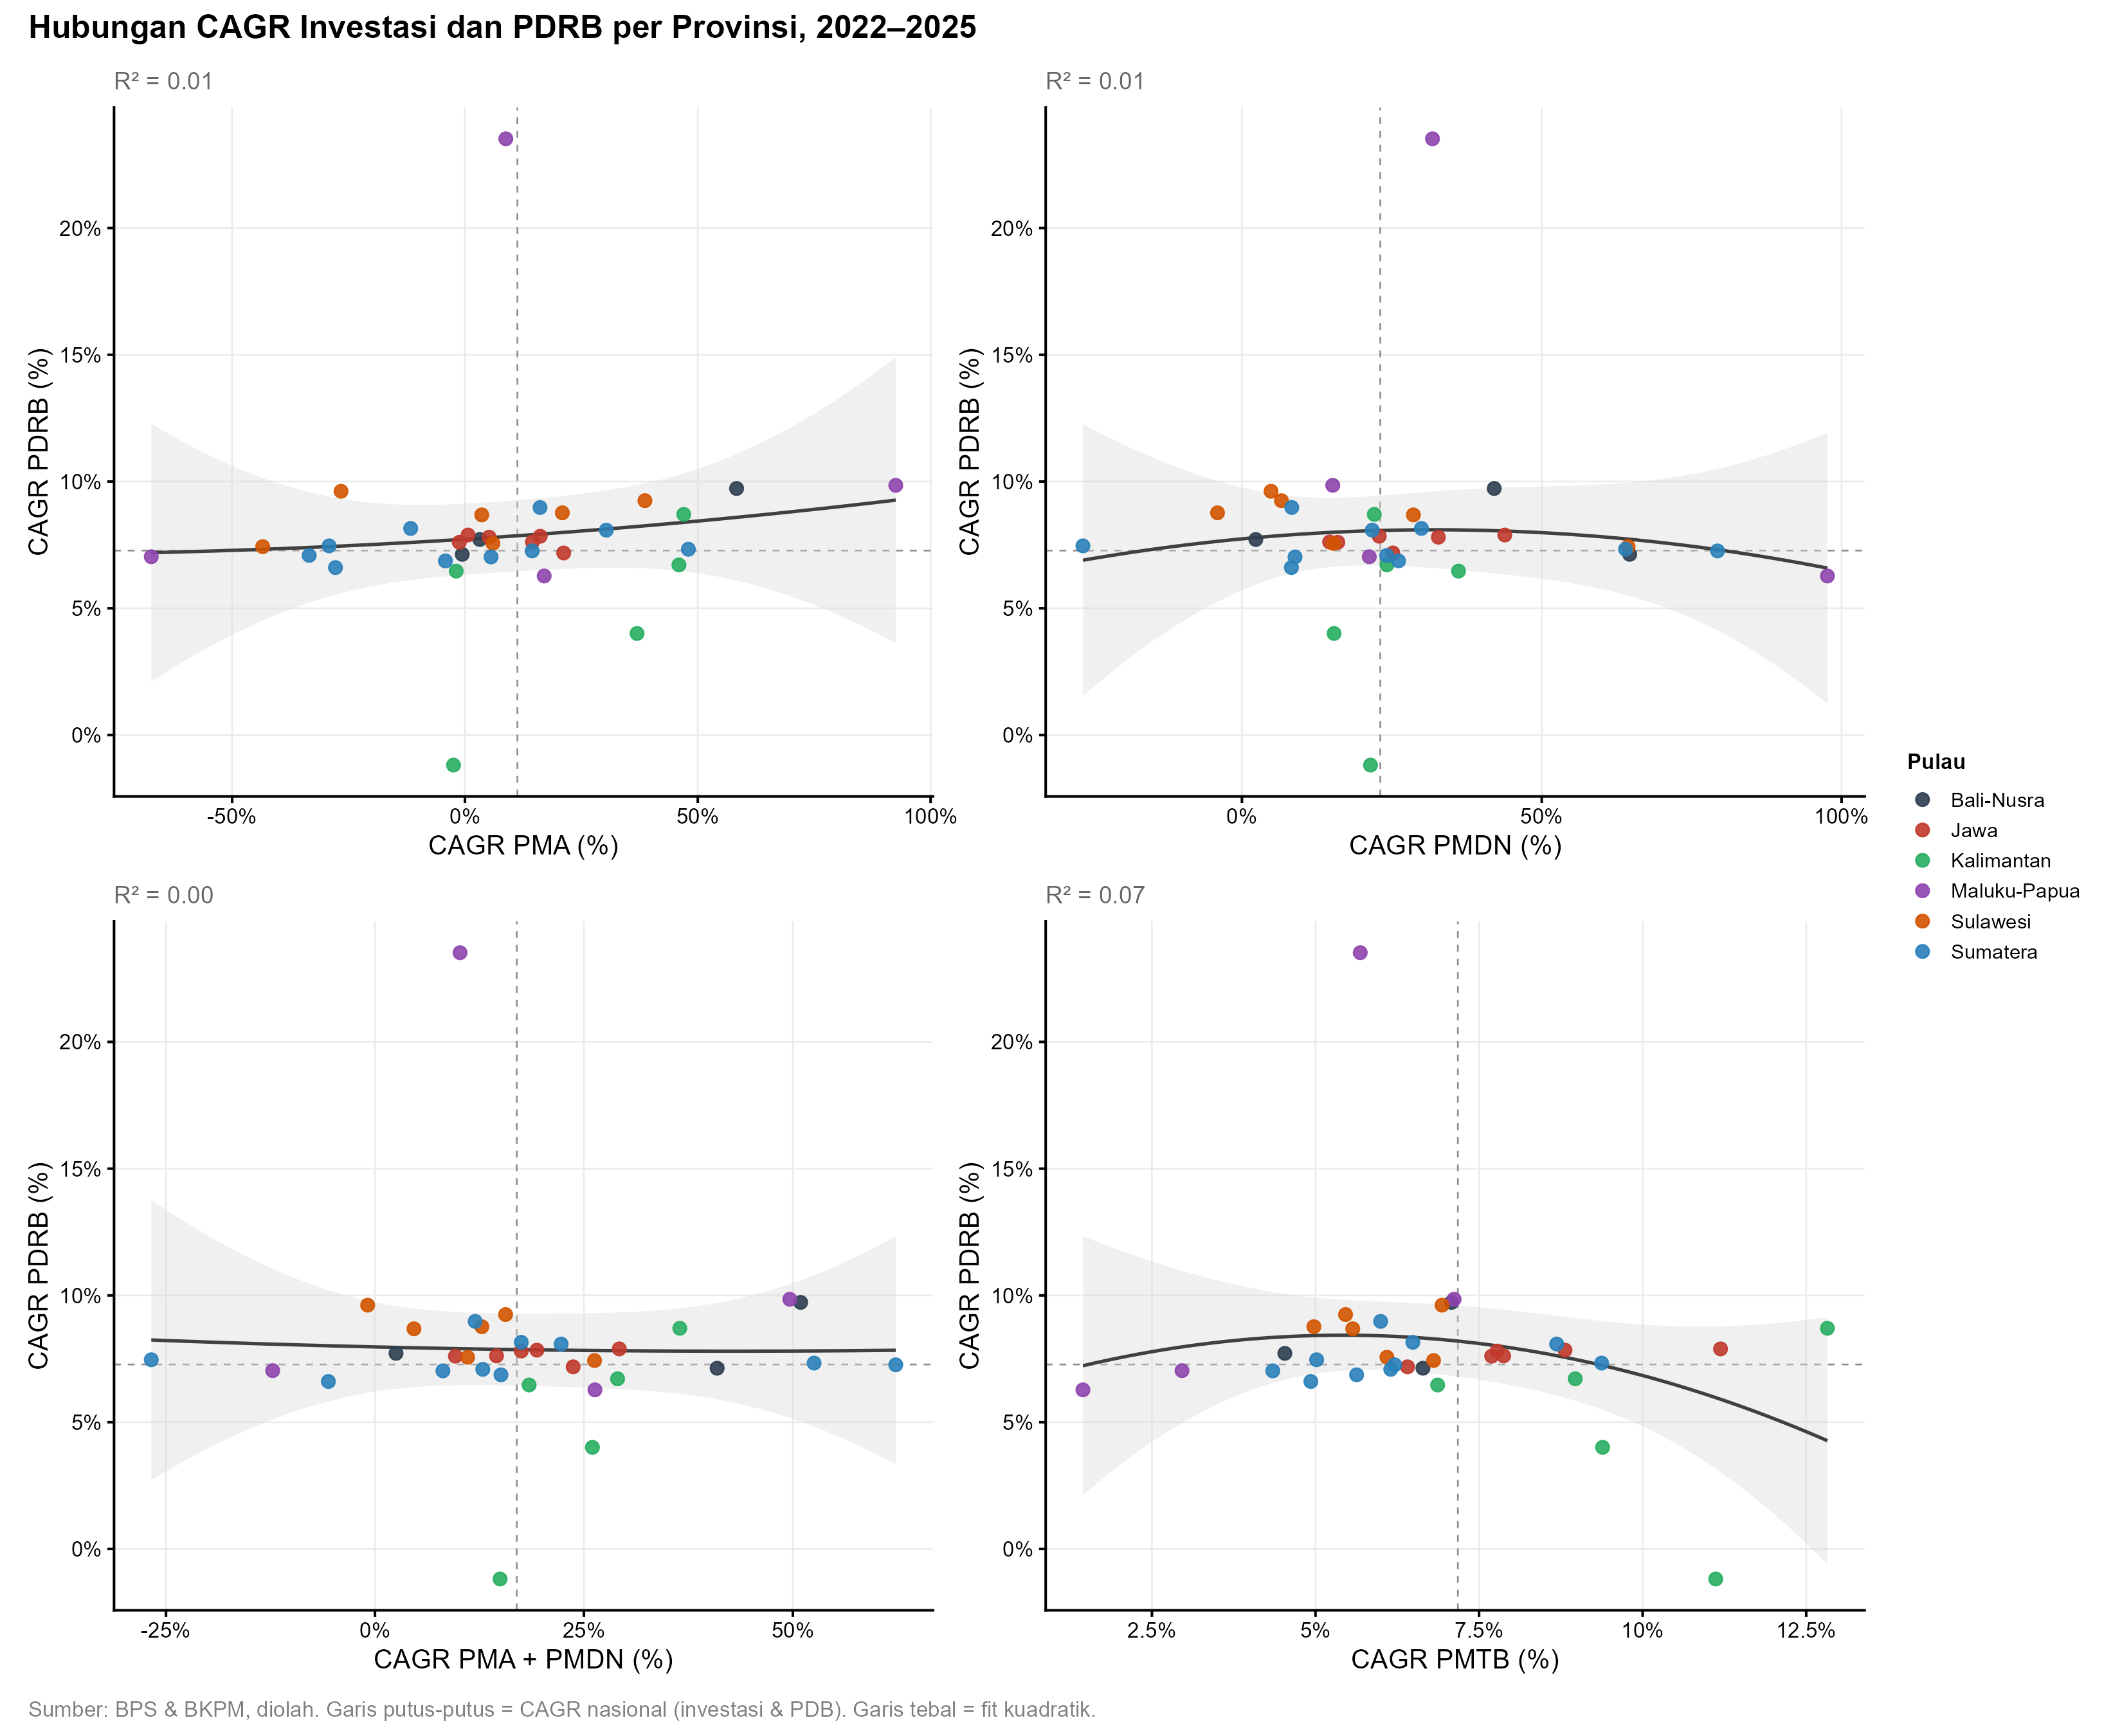 Hubungan CAGR Investasi dan PDRB per Provinsi, 2022–2025
R² = 0.01
CAGR PDRB (%)
20%
15%
10%
5%
0%
-50%
0%
50%
100%
CAGR PMA (%)
R² = 0.01
CAGR PDRB (%)
20%
15%
10%
5%
0%
0%
50%
100%
CAGR PMDN (%)
R² = 0.00
CAGR PDRB (%)
20%
15%
10%
5%
0%
-25%
0%
25%
50%
CAGR PMA + PMDN (%)
R² = 0.07
CAGR PDRB (%)
20%
15%
10%
5%
0%
2.5%
5%
7.5%
10%
12.5%
CAGR PMTB (%)
Pulau
Bali-Nusra
Jawa
Kalimantan
Maluku-Papua
Sulawesi
Sumatera
Sumber: BPS & BKPM, diolah. Garis putus-putus = CAGR nasional (investasi & PDB). Garis tebal = fit kuadratik.